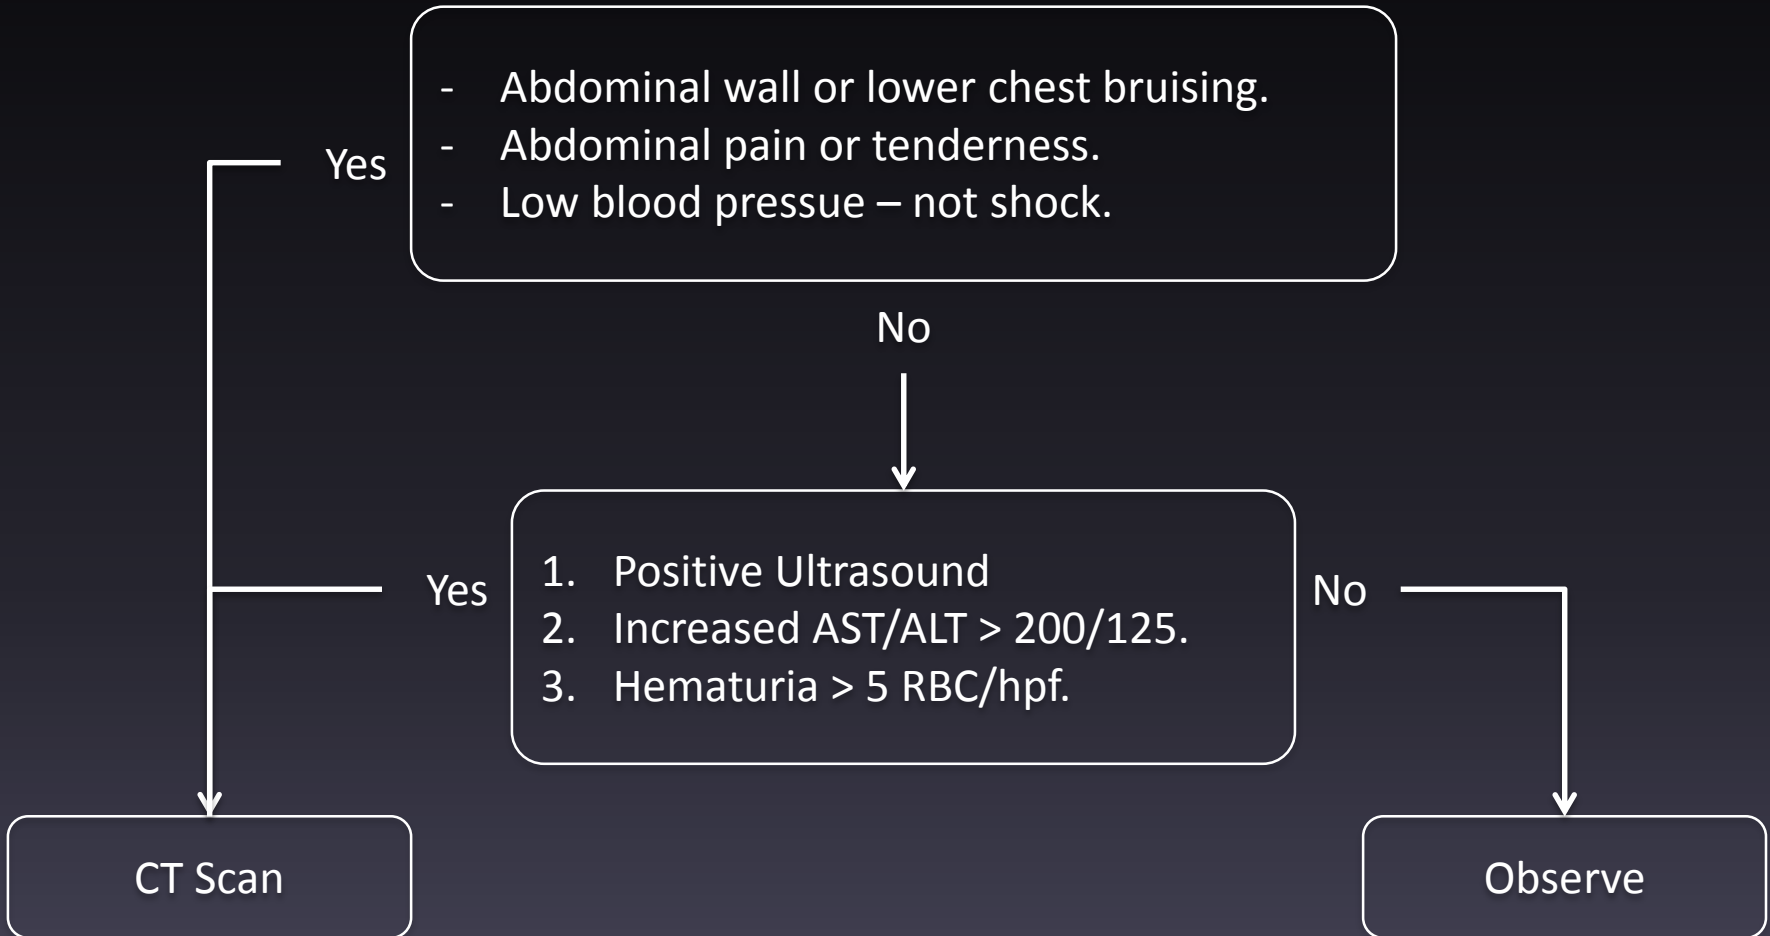 - Abdominal wall or lower chest bruising.
- Abdominal pain or tenderness.
- Low blood pressue – not shock.
Yes
No
1. Positive Ultrasound
2. Increased AST/ALT > 200/125.
3. Hematuria > 5 RBC/hpf.
Yes
No
CT Scan
Observe